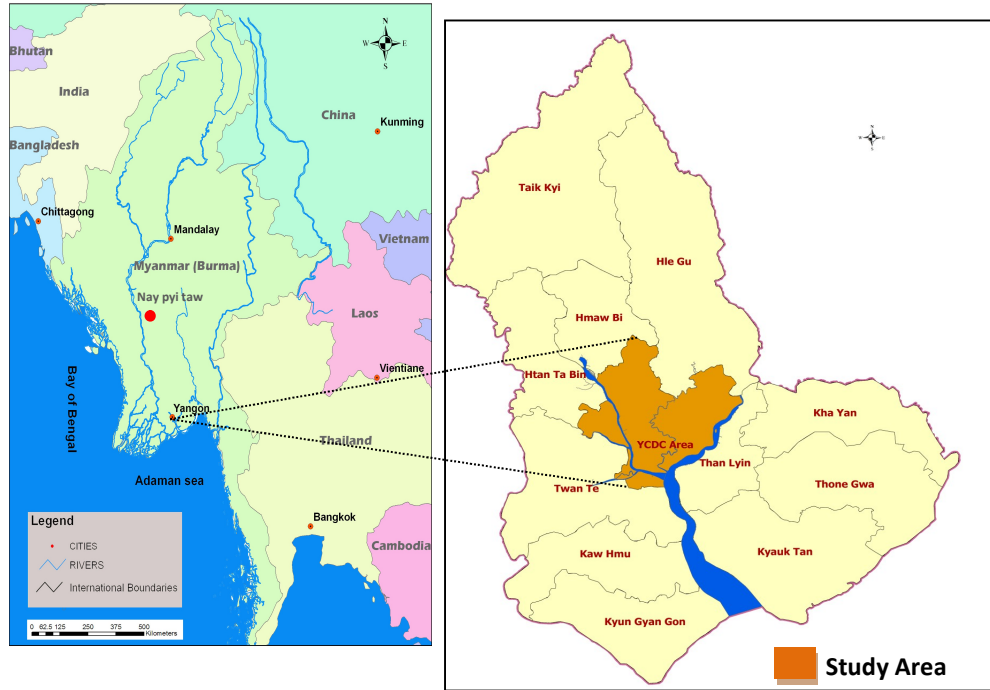 Bhutan
India
China
Kunming
Bangladesh
Chittagong
Mandalay
Vietnam
Myanmar (Burma)
Nay pyi taw
Laos
Vientiane
Bay of Bengal
Yangon
Thailand
Adaman sea
Bangkok
Cambodia
N
W E
S
Legend
CITIES
RIVERS
International Boundaries
0 62.5 125 250 375 500
Kilometers
N
W E
S
Taik Kyi
Hle Gu
Hmaw Bi
Htan Ta Bin
Kha Yan
YCDC Area
Than Lyin
Thone Gwa
Twan Te
Kaw Hmu
Kyauk Tan
Kyun Gyan Gon
Study Area